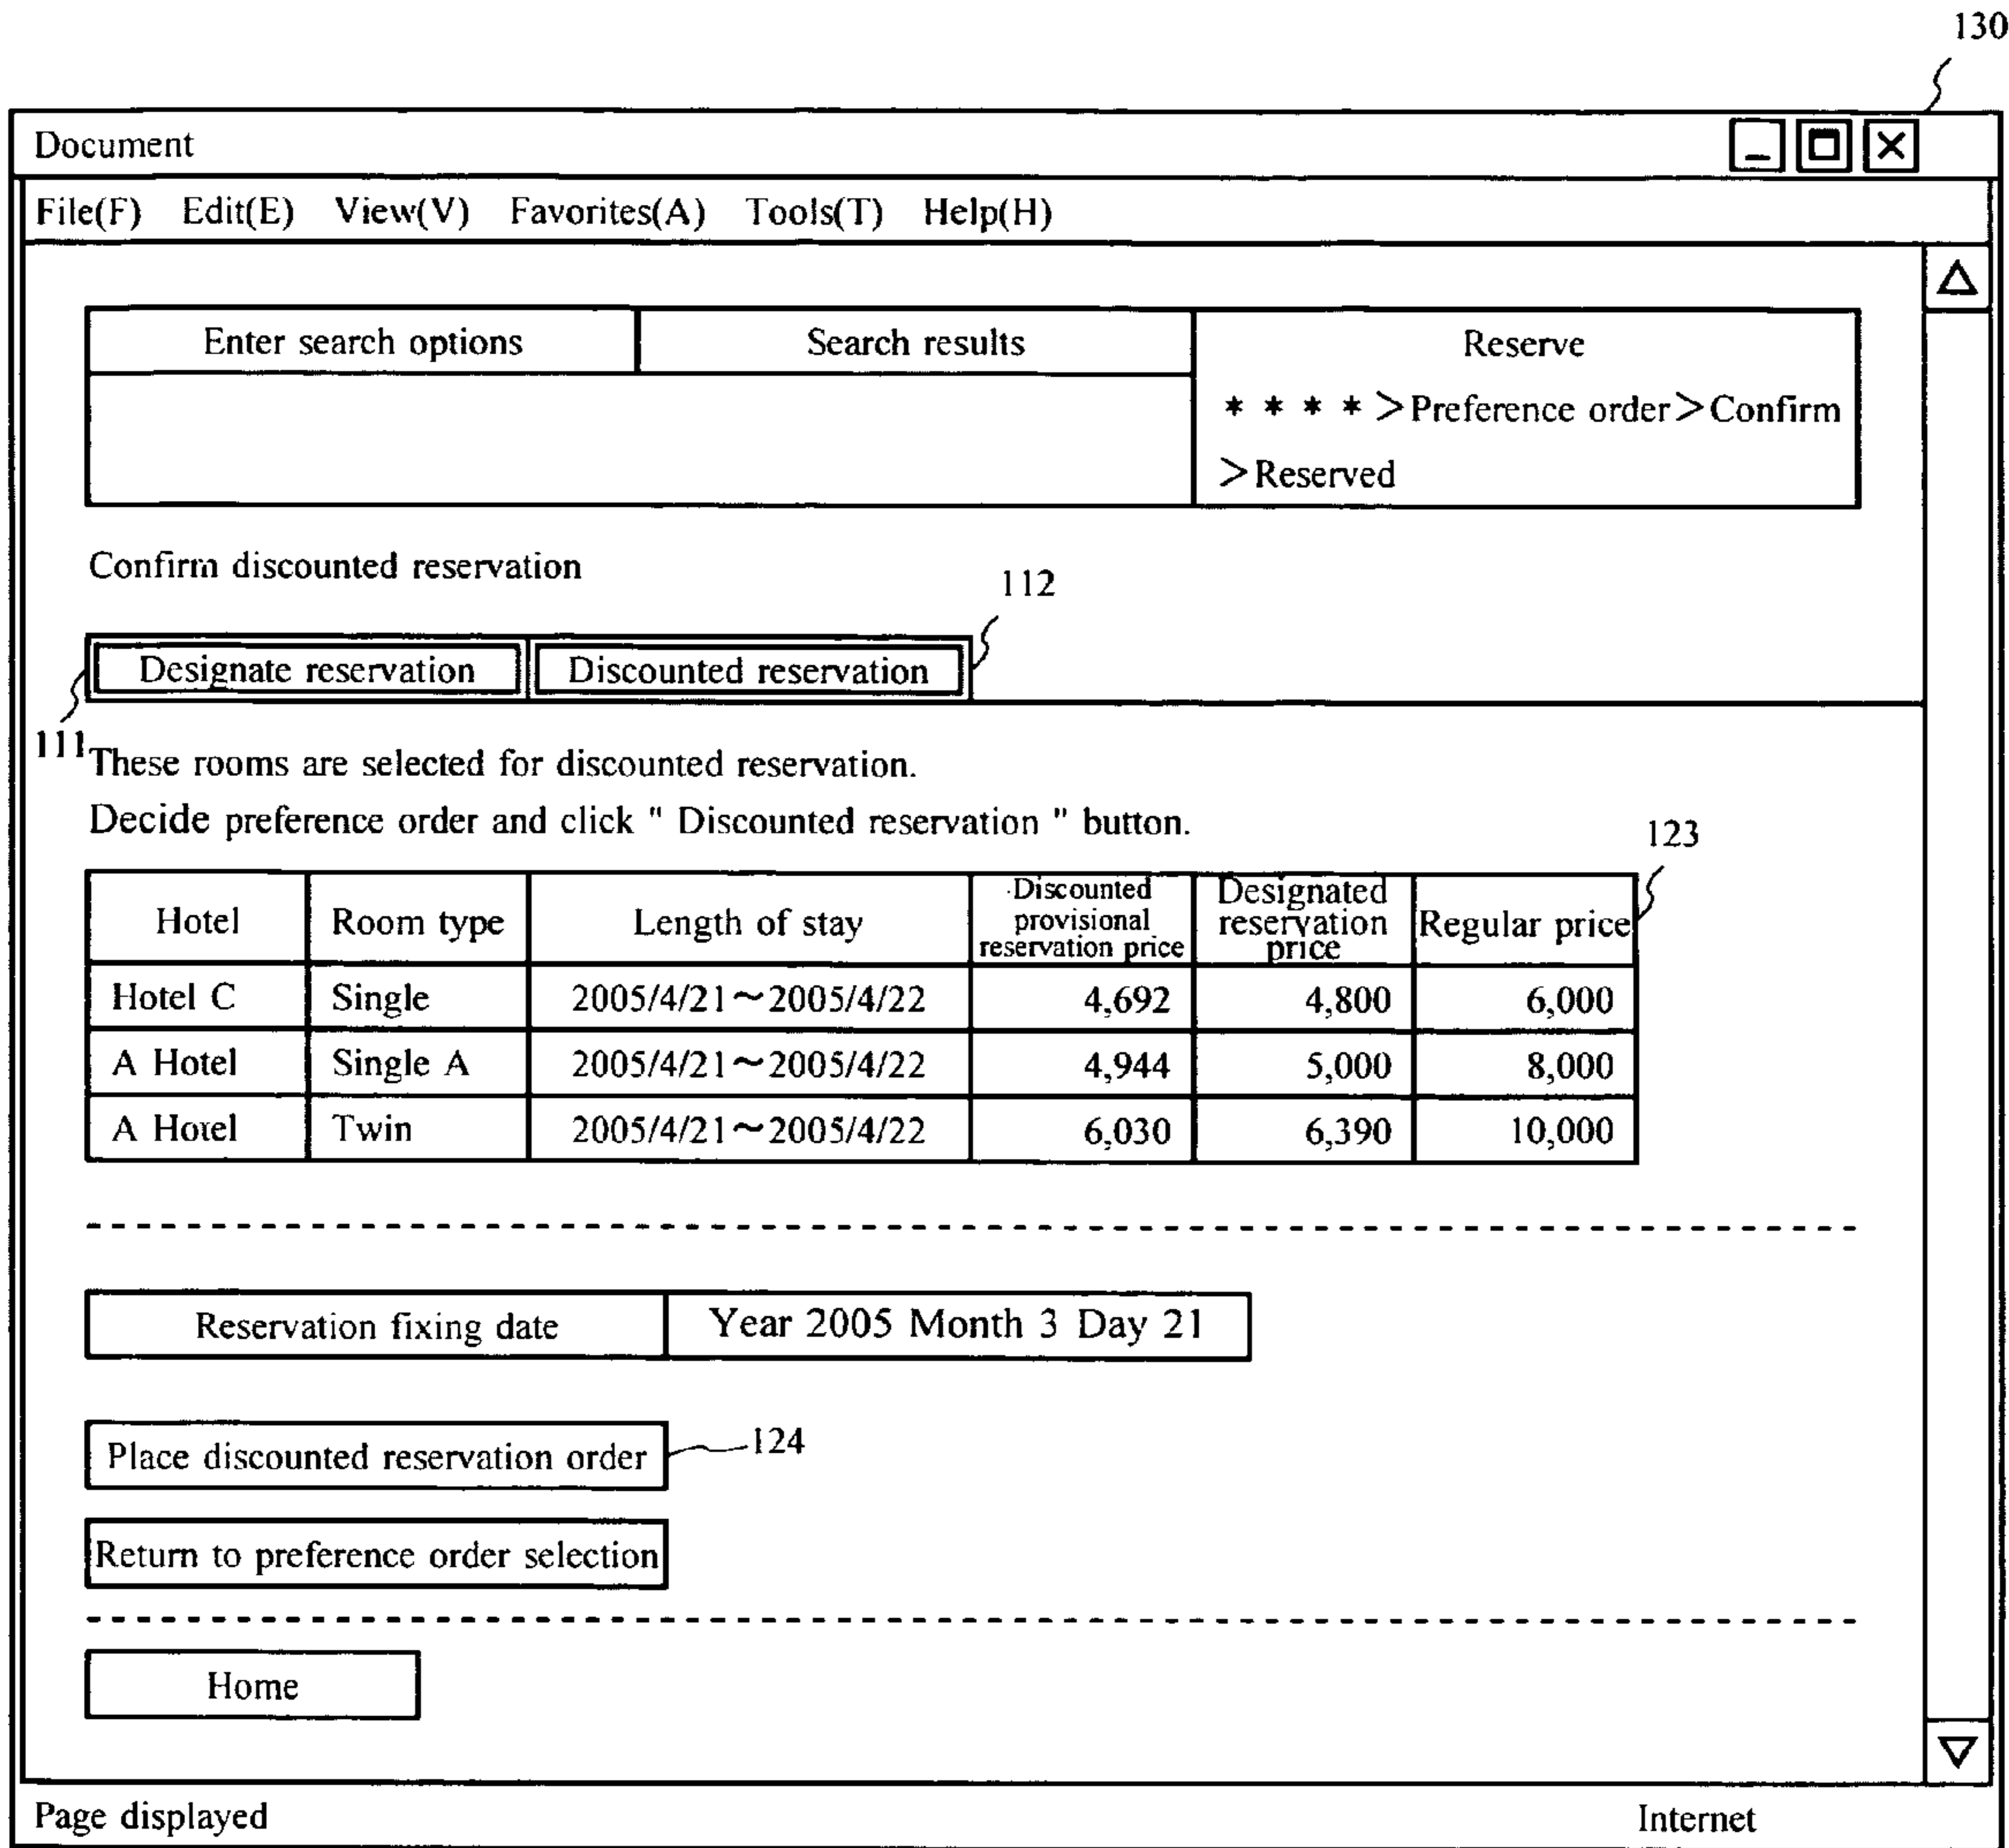 130
Document
File(F) Edit(E) View(V) Favorites(A) Tools(T) Help(H)
Enter search options Search results Reserve
* * * * >Preference order>Confirm
>Reserved
Confirm discounted reservation
112
Designate reservation Discounted reservation
111
These rooms are selected for discounted reservation.
Decide preference order and click " Discounted reservation " button.
123
Hotel Room type Length of stay Discounted provisional reservation price Designated reservation price Regular price
Hotel C Single 2005/4/21~2005/4/22 4,692 4,800 6,000
A Hotel Single A 2005/4/21~2005/4/22 4,944 5,000 8,000
A Hotel Twin 2005/4/21~2005/4/22 6,030 6,390 10,000
Reservation fixing date Year 2005 Month 3 Day 21
Place discounted reservation order 124
Return to preference order selection
Home
Page displayed Internet